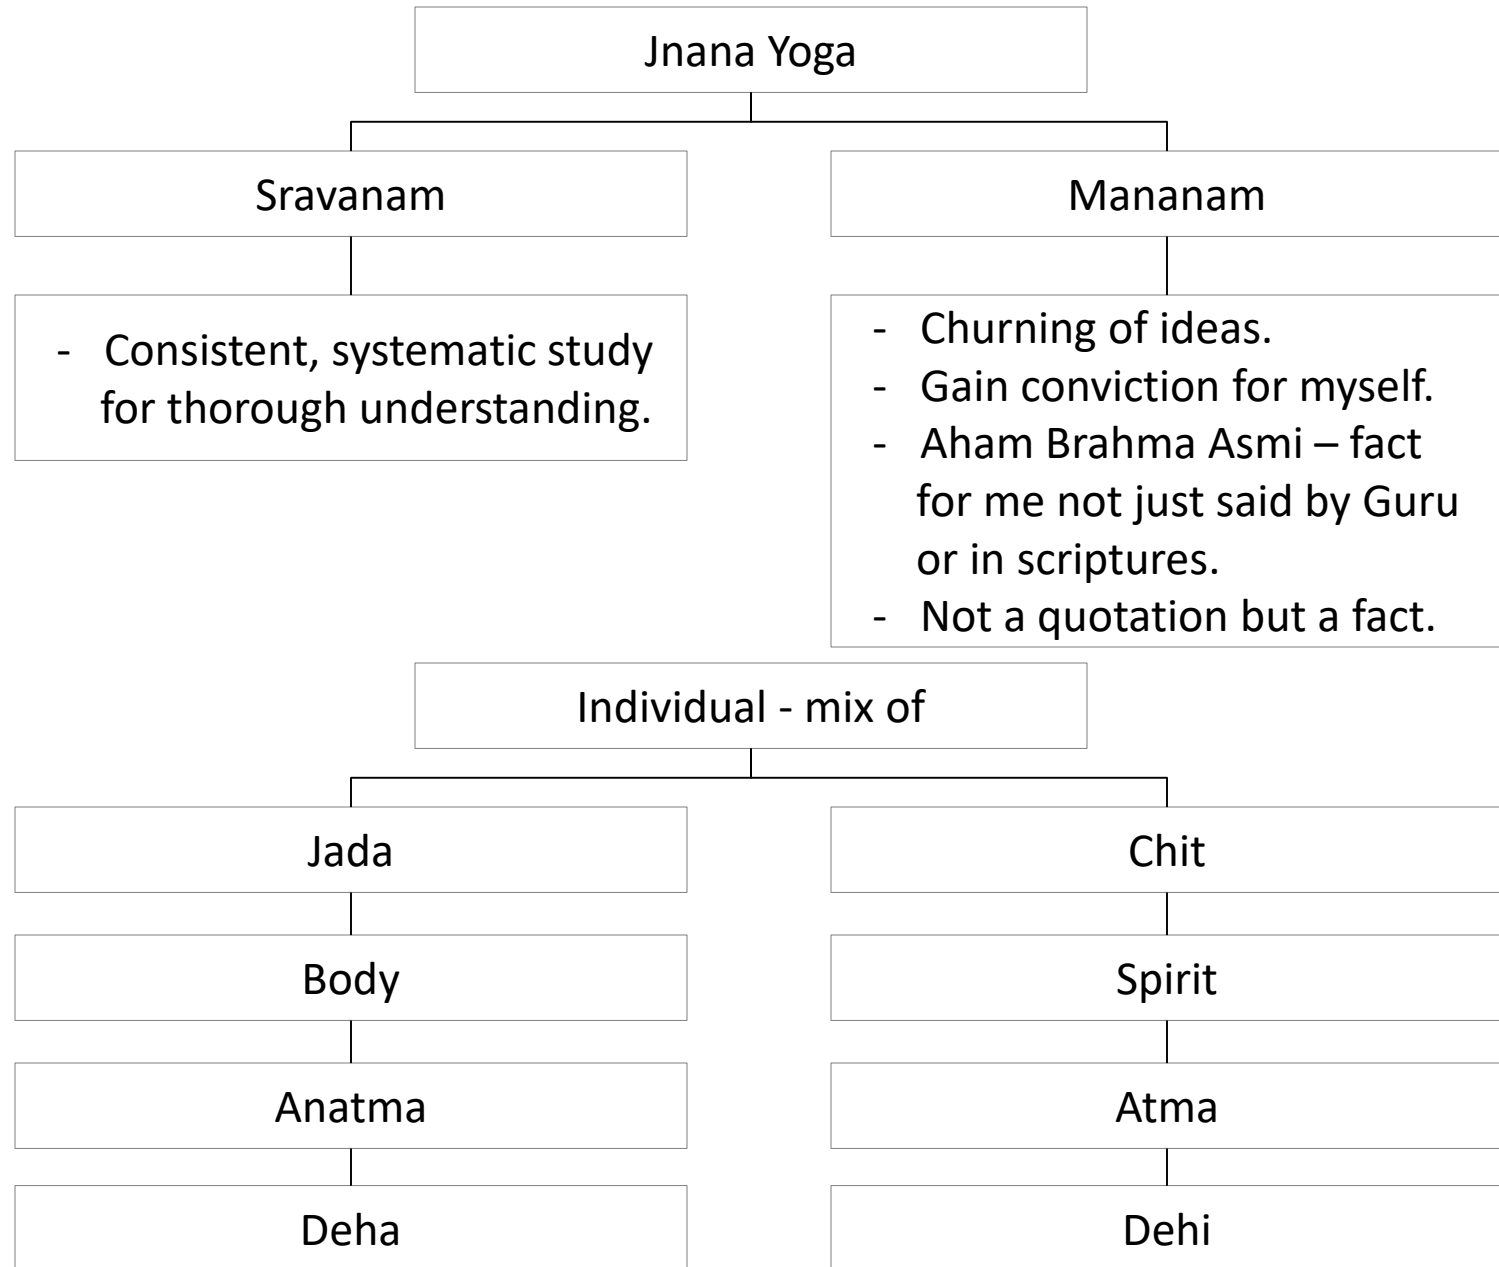 Jnana Yoga
Sravanam
Mananam
- Consistent, systematic study
for thorough understanding.
- Churning of ideas.
- Gain conviction for myself.
- Aham Brahma Asmi – fact
for me not just said by Guru
or in scriptures.
- Not a quotation but a fact.
Individual - mix of
Jada
Chit
Body
Spirit
Anatma
Atma
Deha
Dehi